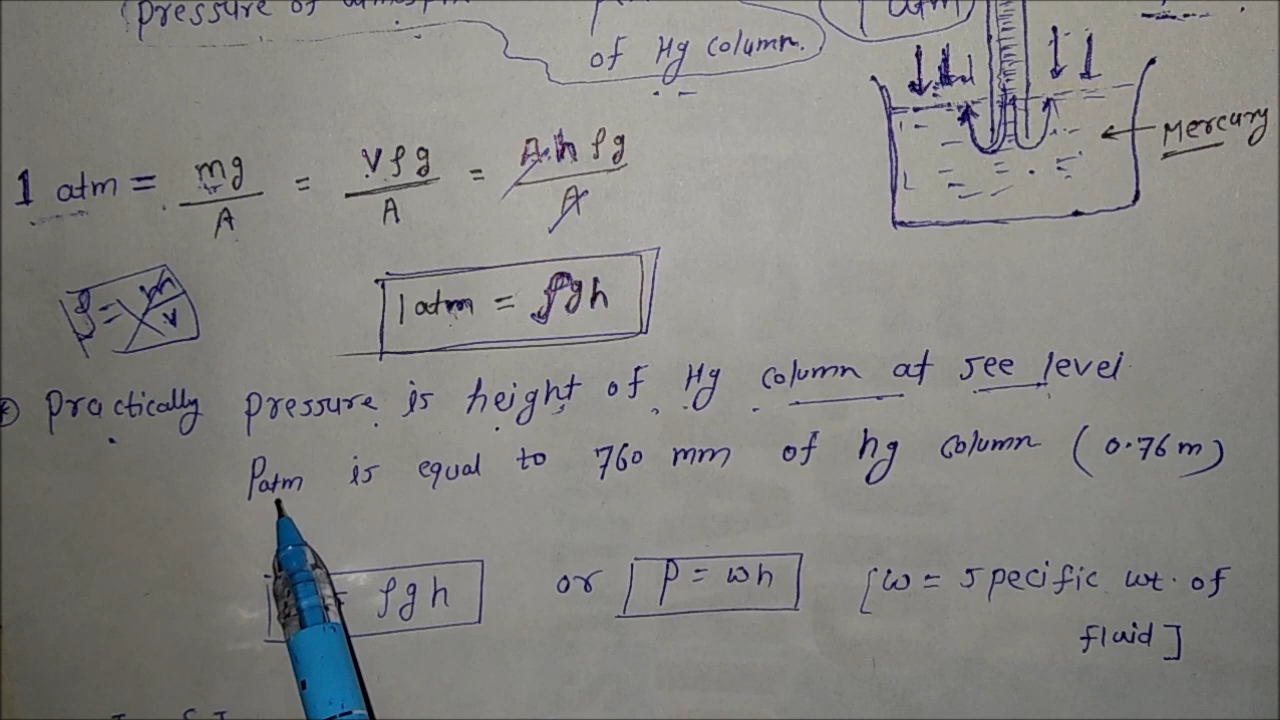 (pressure of
of Hg column.
atm
Mercury
1 atm = mg/A = Vρg/A = A.h ρg/A
ρ = m/v
1 atm = ρgh
Practically pressure is height of Hg column at see level
Patm is equal to 760 mm of hg column (0.76m)
= ρgh or P = wh [w = specific wt. of
fluid]